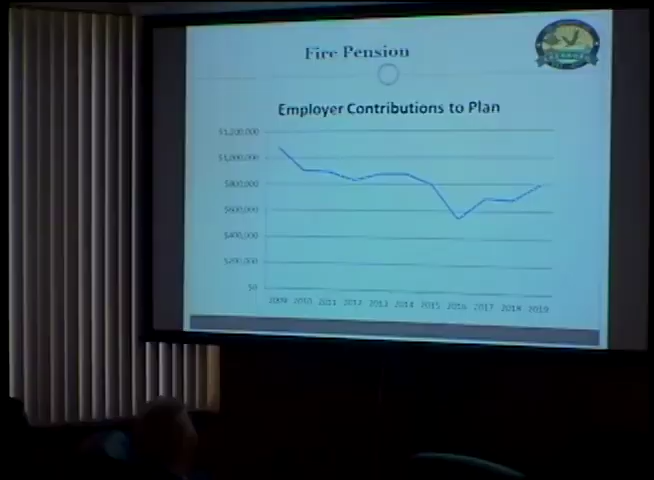 Fire Pension
Employer Contributions to Plan
$1,200,000
$1,000,000
$800,000
$600,000
$400,000
$200,000
$0
2009 2010 2011 2012 2013 2014 2015 2016 2017 2018 2019